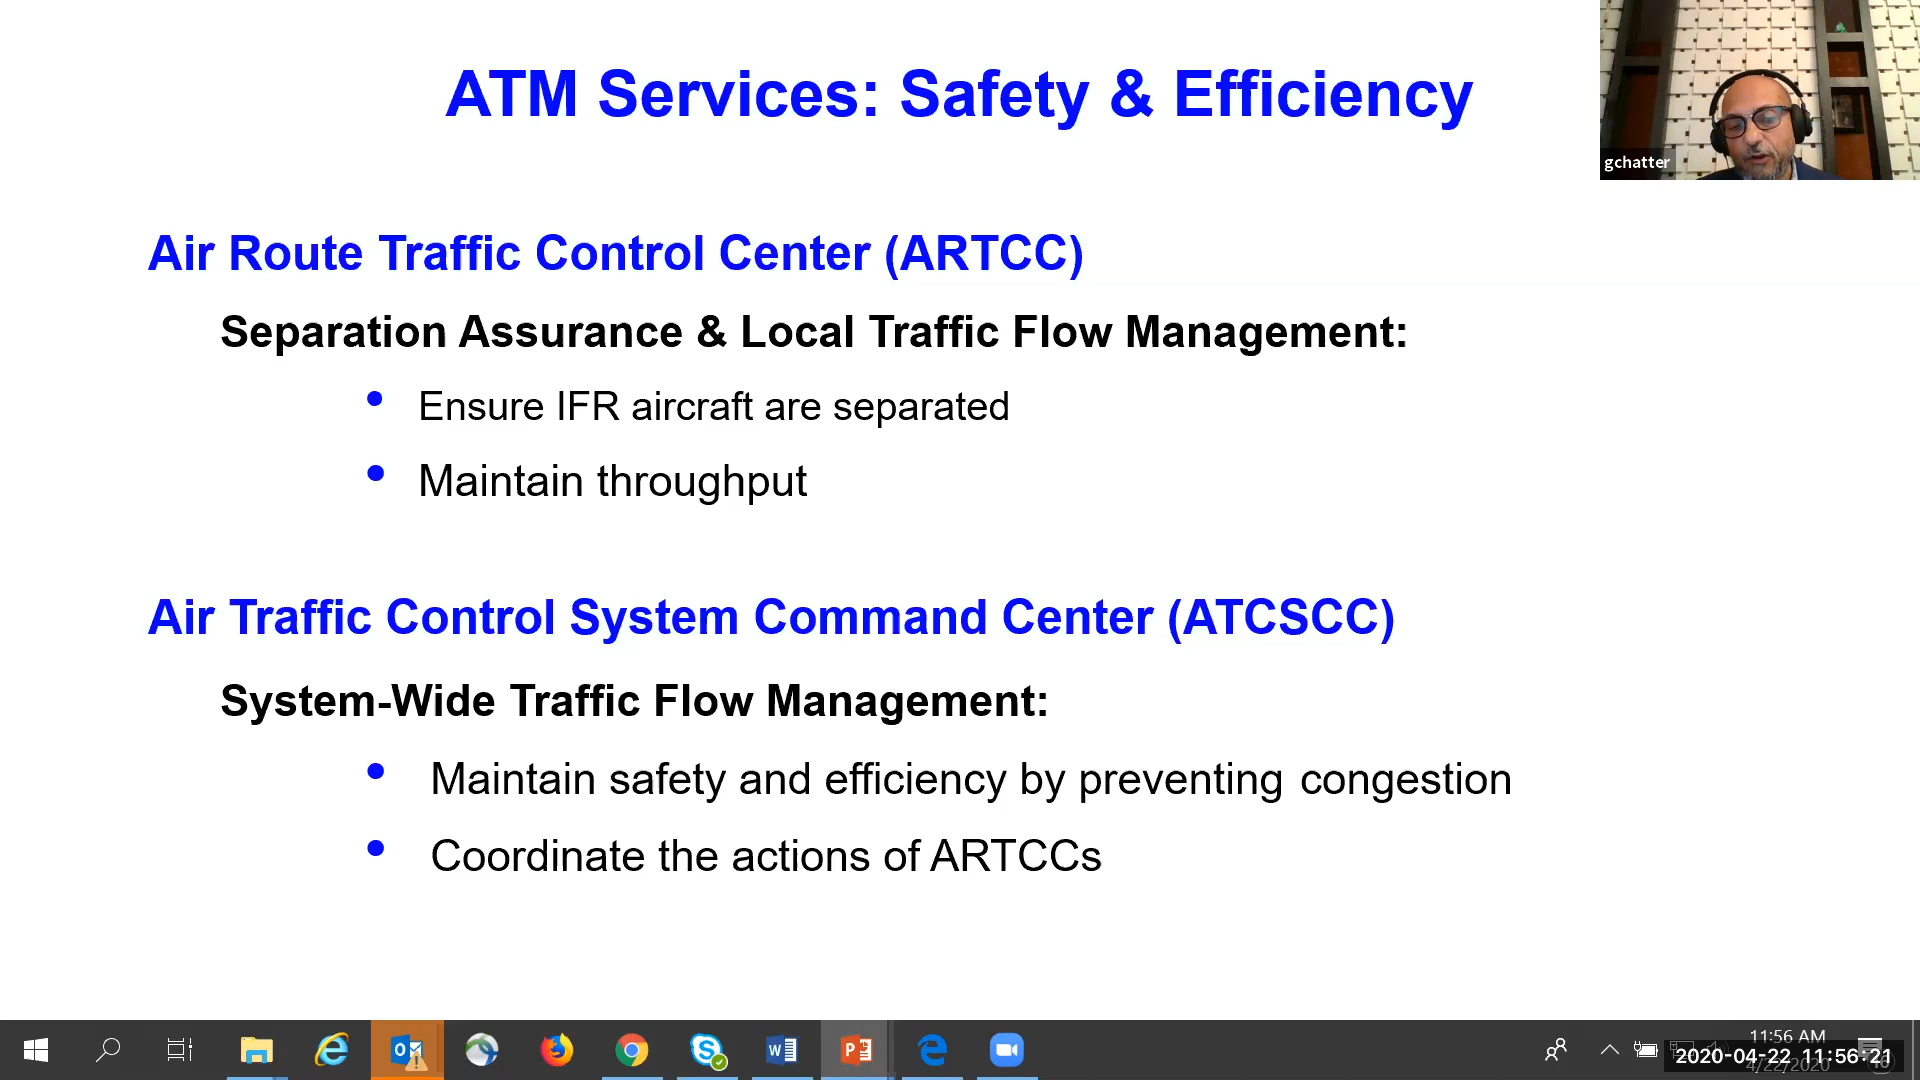 ATM Services: Safety & Efficiency
gchatter
Air Route Traffic Control Center (ARTCC)
Separation Assurance & Local Traffic Flow Management:
• Ensure IFR aircraft are separated
• Maintain throughput
Air Traffic Control System Command Center (ATCSCC)
System-Wide Traffic Flow Management:
• Maintain safety and efficiency by preventing congestion
• Coordinate the actions of ARTCCs
11:56 AM
2020-04-22 11:56:21
4/22/2020